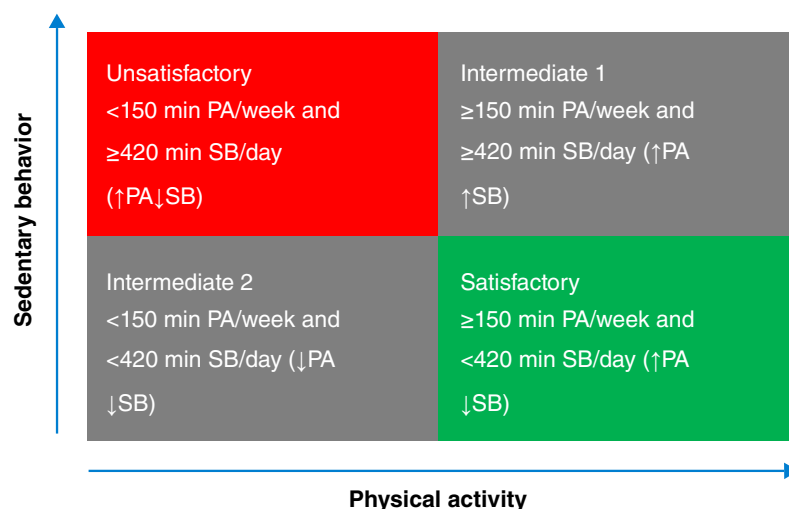 Sedentary behavior
Unsatisfactory
<150 min PA/week and
≥420 min SB/day
(↑PA↓SB)
Intermediate 1
≥150 min PA/week and
≥420 min SB/day (↑PA
↑SB)
Intermediate 2
<150 min PA/week and
<420 min SB/day (↓PA
↓SB)
Satisfactory
≥150 min PA/week and
<420 min SB/day (↑PA
↓SB)
Physical activity